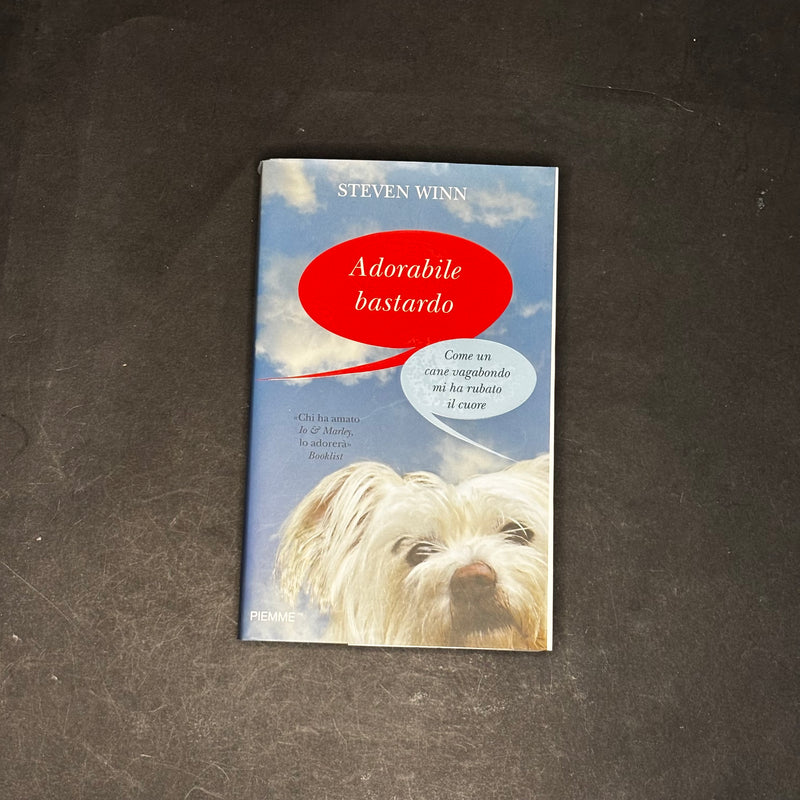 STEVEN WINN
Adorabile
bastardo
Come un
cane vagabondo
mi ha rubato
il cuore
«Chi ha amato
Io & Marley,
lo adorerà»
Booklist
PIEMME